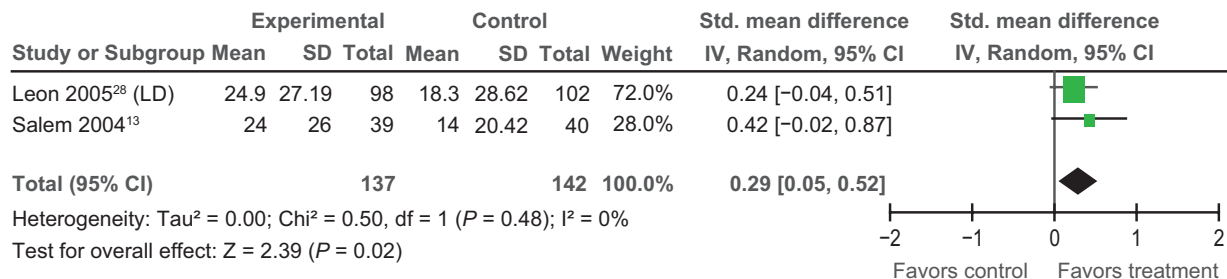 Experimental Control Std. mean difference Std. mean difference
Study or Subgroup Mean SD Total Mean SD Total Weight IV, Random, 95% CI IV, Random, 95% CI
Leon 2005²⁸ (LD) 24.9 27.19 98 18.3 28.62 102 72.0% 0.24 [−0.04, 0.51]
Salem 2004¹³ 24 26 39 14 20.42 40 28.0% 0.42 [−0.02, 0.87]
Total (95% CI) 137 142 100.0% 0.29 [0.05, 0.52]
Heterogeneity: Tau² = 0.00; Chi² = 0.50, df = 1 (P = 0.48); I² = 0%
Test for overall effect: Z = 2.39 (P = 0.02)
−2 −1 0 1 2
Favors control Favors treatment